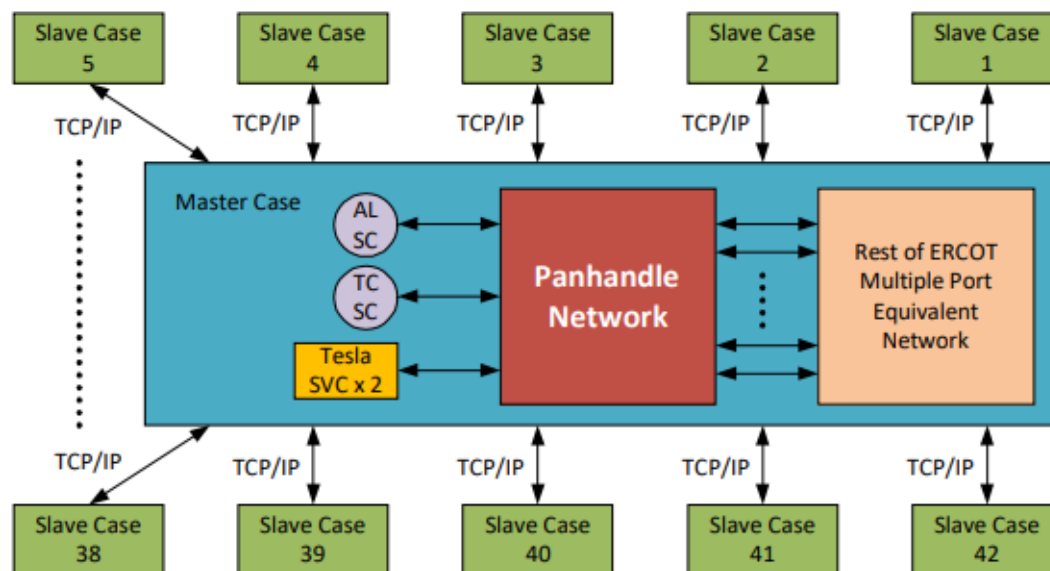 Slave Case
5
Slave Case
4
Slave Case
3
Slave Case
2
Slave Case
1
TCP/IP
TCP/IP
TCP/IP
TCP/IP
TCP/IP
Master Case
AL
SC
TC
SC
Tesla
SVC x 2
Panhandle
Network
Rest of ERCOT
Multiple Port
Equivalent
Network
TCP/IP
TCP/IP
TCP/IP
TCP/IP
TCP/IP
Slave Case
38
Slave Case
39
Slave Case
40
Slave Case
41
Slave Case
42